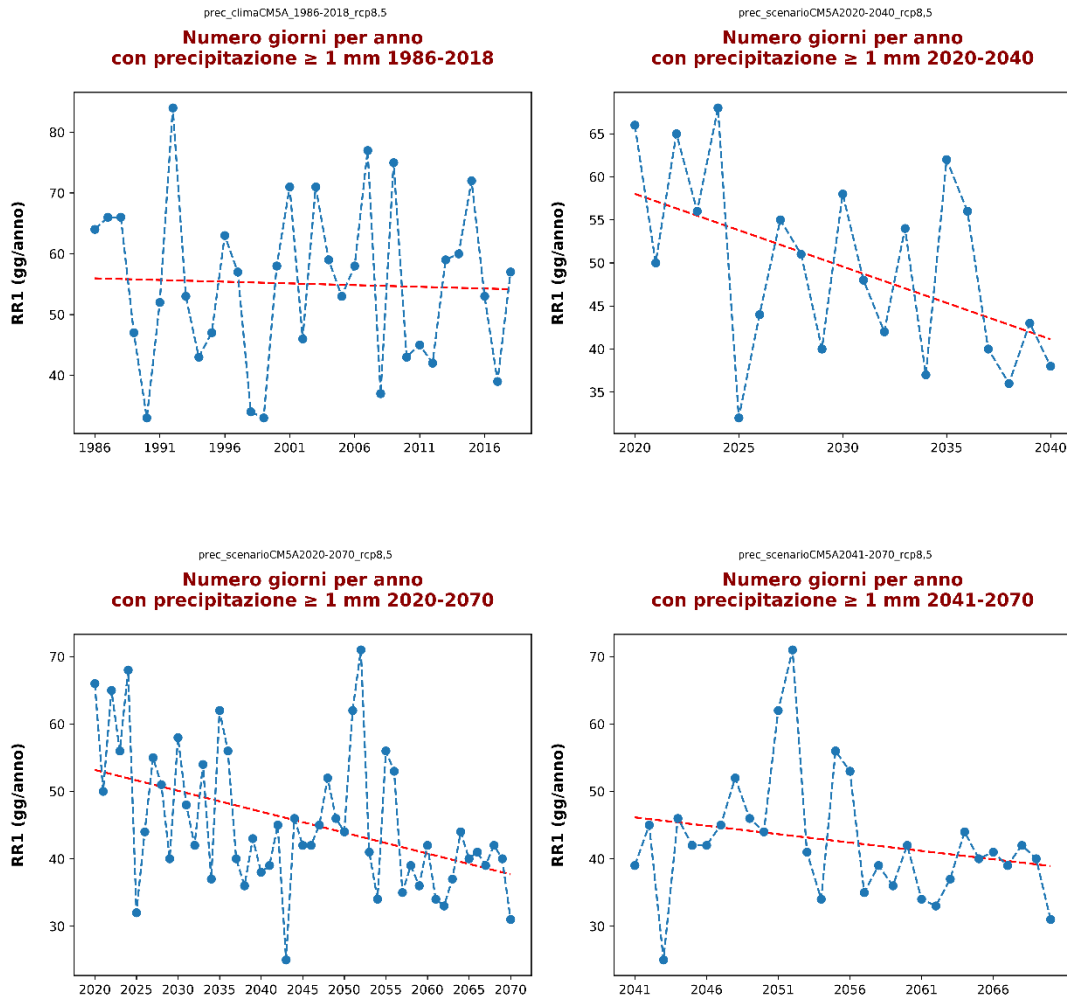 prec_climaCM5A_1986-2018_rcp8,5
Numero giorni per anno
con precipitazione ≥ 1 mm 1986-2018
RR1 (gg/anno)
80
70
60
50
40
1986 1991 1996 2001 2006 2011 2016
prec_scenarioCM5A2020-2040_rcp8,5
Numero giorni per anno
con precipitazione ≥ 1 mm 2020-2040
RR1 (gg/anno)
65
60
55
50
45
40
35
2020 2025 2030 2035 2040
prec_scenarioCM5A2020-2070_rcp8,5
Numero giorni per anno
con precipitazione ≥ 1 mm 2020-2070
RR1 (gg/anno)
70
60
50
40
30
2020 2025 2030 2035 2040 2045 2050 2055 2060 2065 2070
prec_scenarioCM5A2041-2070_rcp8,5
Numero giorni per anno
con precipitazione ≥ 1 mm 2041-2070
RR1 (gg/anno)
70
60
50
40
30
2041 2046 2051 2056 2061 2066